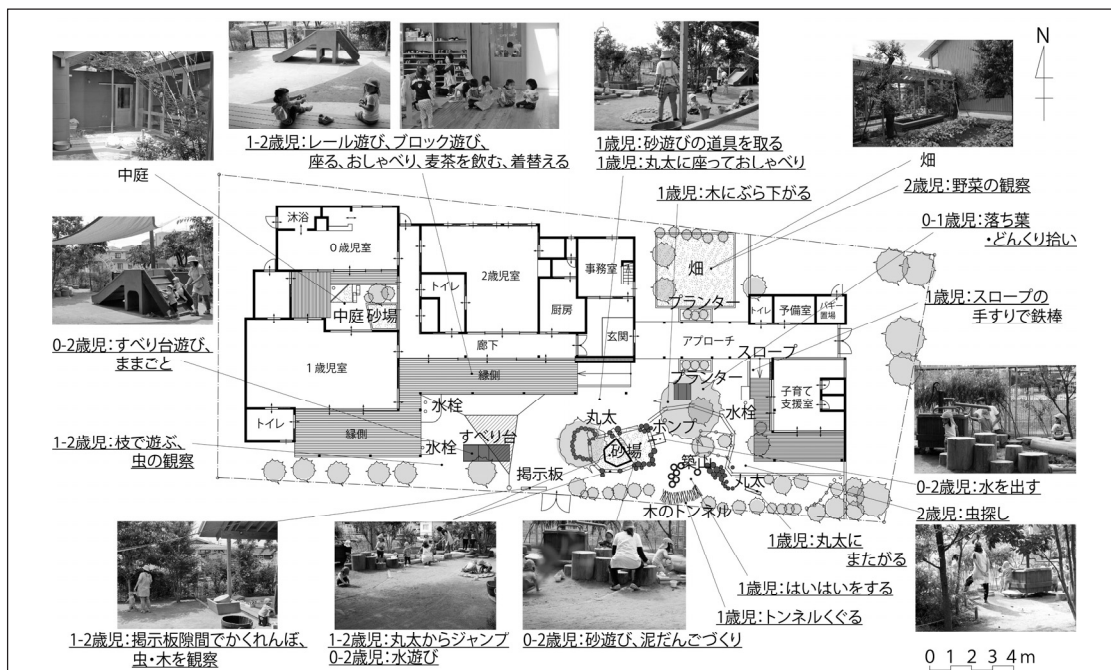 中庭
1-2歳児：レール遊び、ブロック遊び、
座る、おしゃべり、麦茶を飲む、着替える
1歳児：砂遊びの道具を取る
1歳児：丸太に座っておしゃべり
1歳児：木にぶら下がる
畑
2歳児：野菜の観察
N
0-1歳児：落ち葉
・どんぐり拾い
1歳児：スロープの
手すりで鉄棒
0-2歳児：すべり台遊び、
ままごと
1-2歳児：枝で遊ぶ、
虫の観察
沐浴
0歳児室
トイレ
2歳児室
事務室
厨房
玄関
中庭
砂場
廊下
1歳児室
縁側
トイレ
縁側
水栓
水栓
すべり台
掲示板
畑
プランター
アプローチ
プランター
スロープ
トイレ
予備室
バギー
置場
子育て
支援室
水栓
丸太
ポンプ
砂場
築山
丸太
木のトンネル
0-2歳児：水を出す
2歳児：虫探し
1歳児：丸太に
またがる
1歳児：はいはいをする
1歳児：トンネルくぐる
1-2歳児：掲示板隙間でかくれんぼ、
虫・木を観察
1-2歳児：丸太からジャンプ
0-2歳児：水遊び
0-2歳児：砂遊び、泥だんごづくり
0 1 2 3 4m